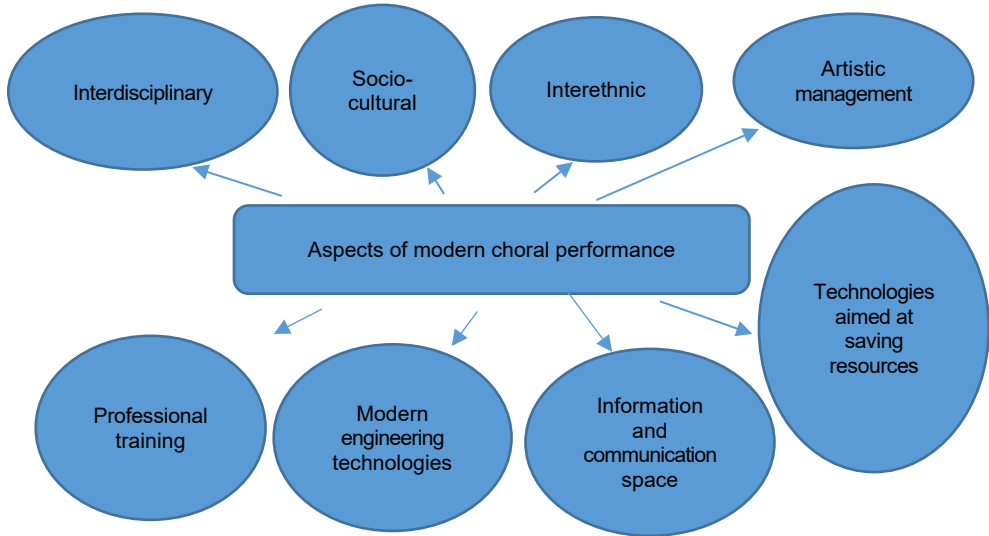 Interdisciplinary
Socio-
cultural
Interethnic
Artistic
management
Aspects of modern choral performance
Technologies
aimed at
saving
resources
Professional
training
Modern
engineering
technologies
Information
and
communication
space